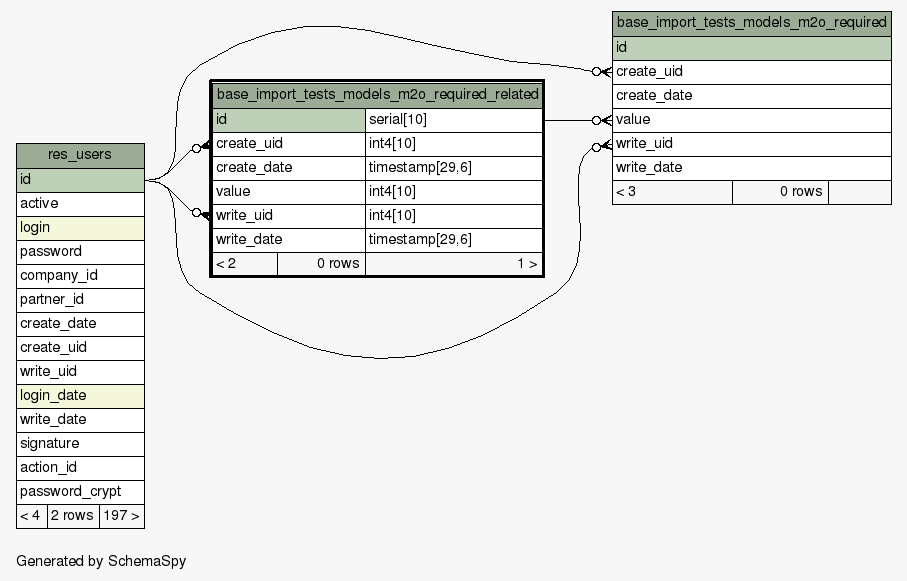 res_users
id
active
login
password
company_id
partner_id
create_date
create_uid
write_uid
login_date
write_date
signature
action_id
password_crypt
< 4 2 rows 197 >
base_import_tests_models_m2o_required_related
id serial[10]
create_uid int4[10]
create_date timestamp[29,6]
value int4[10]
write_uid int4[10]
write_date timestamp[29,6]
< 2 0 rows 1 >
base_import_tests_models_m2o_required
id
create_uid
create_date
value
write_uid
write_date
< 3 0 rows
Generated by SchemaSpy